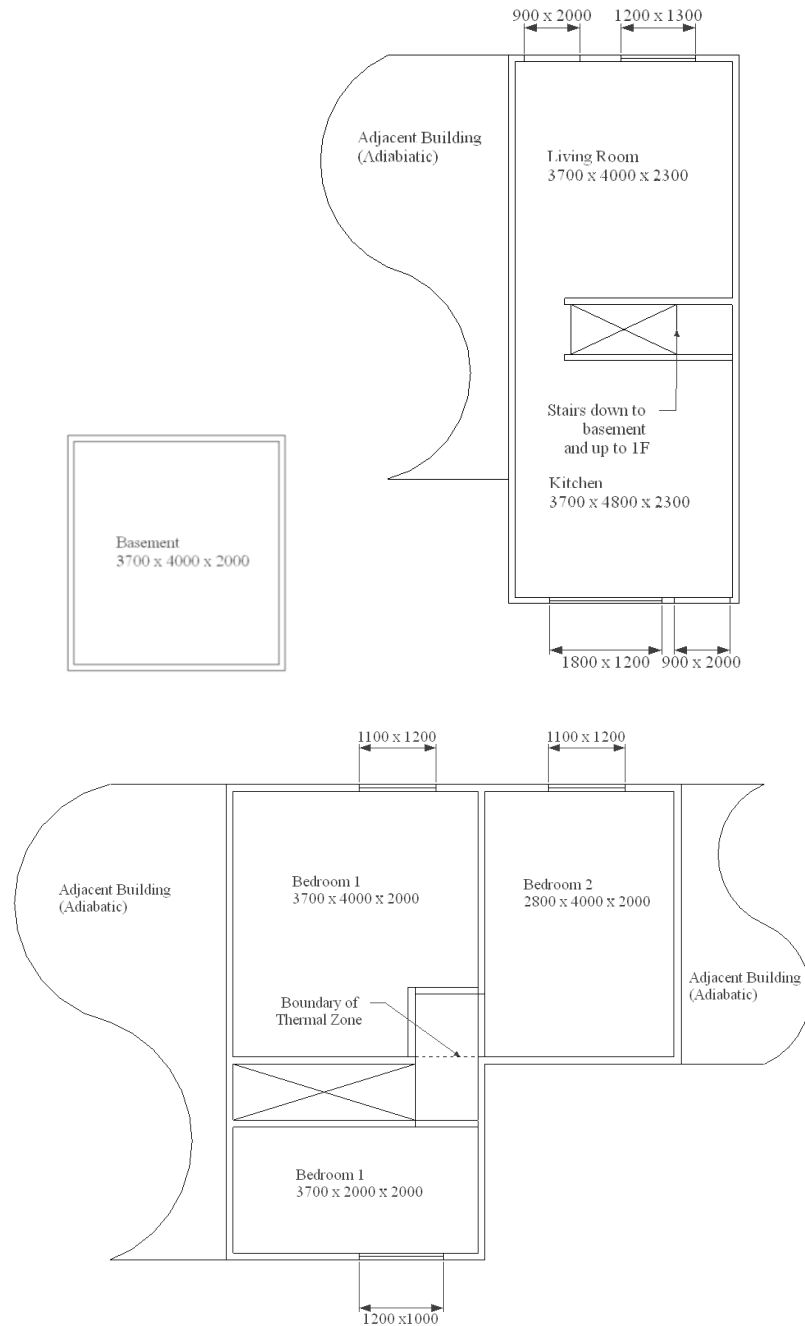 900 x 2000
1200 x 1300
Adjacent Building
(Adiabiatic)
Living Room
3700 x 4000 x 2300
Stairs down to
basement
and up to 1F
Kitchen
3700 x 4800 x 2300
Basement
3700 x 4000 x 2000
1800 x 1200
900 x 2000
1100 x 1200
1100 x 1200
Adjacent Building
(Adiabatic)
Bedroom 1
3700 x 4000 x 2000
Bedroom 2
2800 x 4000 x 2000
Boundary of
Thermal Zone
Adjacent Building
(Adiabatic)
Bedroom 1
3700 x 2000 x 2000
1200 x1000